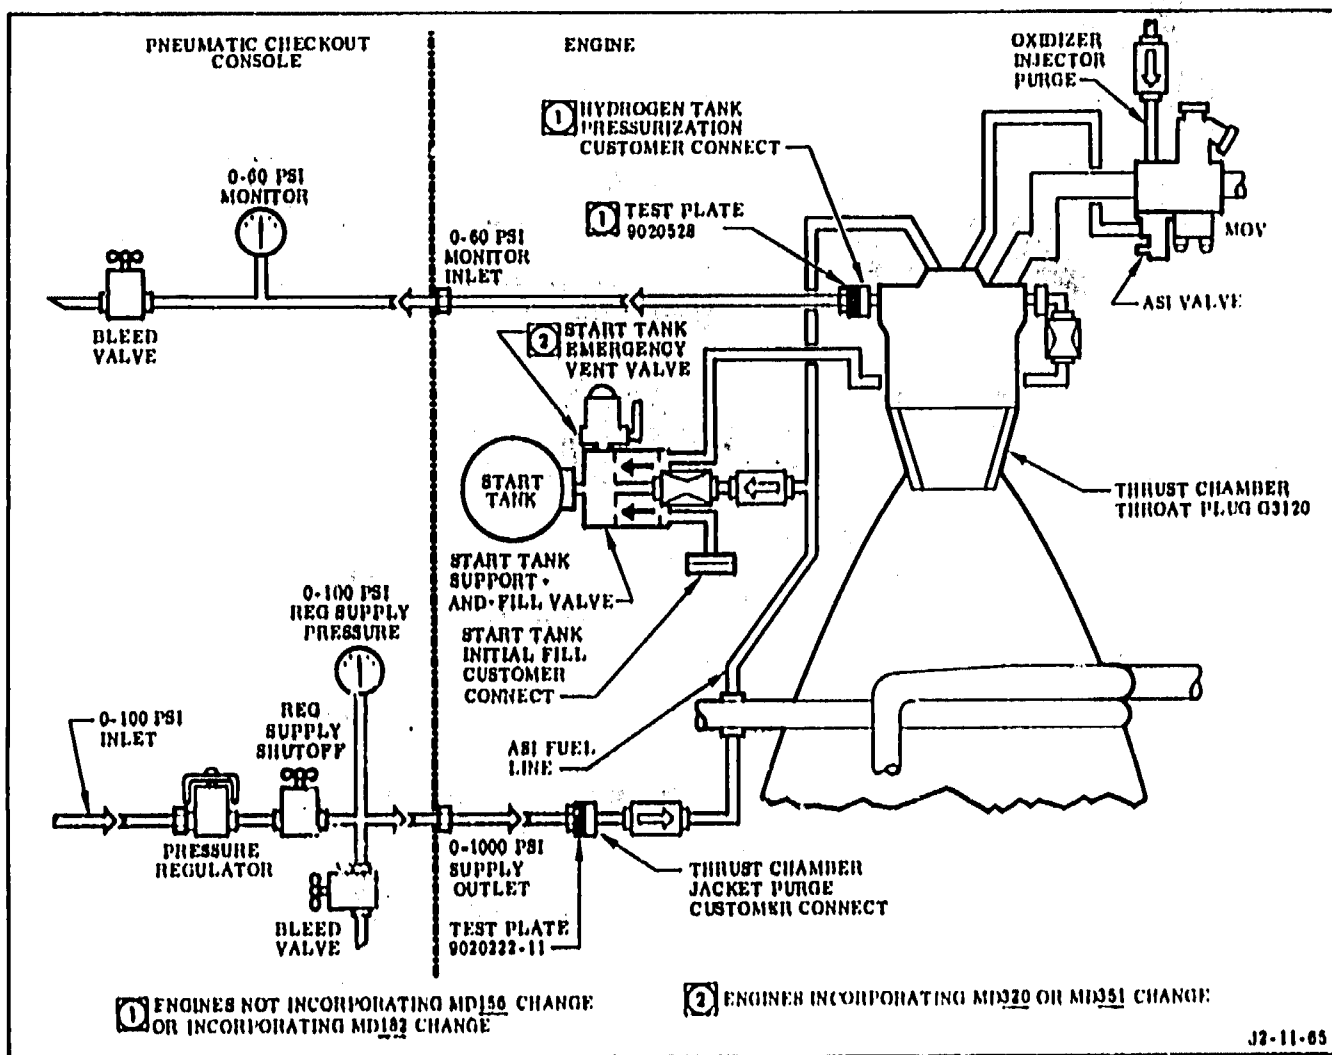 PNEUMATIC CHECKOUT
CONSOLE
ENGINE
OXIDIZER
INJECTOR
PURGE
1
HYDROGEN TANK
PRESSURIZATION
CUSTOMER CONNECT
0-60 PSI
MONITOR
1
TEST PLATE
9020528
0-60 PSI
MONITOR
INLET
MOV
ASI VALVE
BLEED
VALVE
2
START TANK
EMERGENCY
VENT VALVE
START
TANK
THRUST CHAMBER
THROAT PLUG G3120
START TANK
SUPPORT-
AND-FILL VALVE
0-100 PSI
REG SUPPLY
PRESSURE
START TANK
INITIAL FILL
CUSTOMER
CONNECT
0-100 PSI
INLET
REG
SUPPLY
SHUTOFF
ASI FUEL
LINE
PRESSURE
REGULATOR
0-1000 PSI
SUPPLY
OUTLET
THRUST CHAMBER
JACKET PURGE
CUSTOMER CONNECT
BLEED
VALVE
TEST PLATE
9020222-11
1
ENGINES NOT INCORPORATING MD156 CHANGE
OR INCORPORATING MD182 CHANGE
2
ENGINES INCORPORATING MD320 OR MD351 CHANGE
J2-11-65